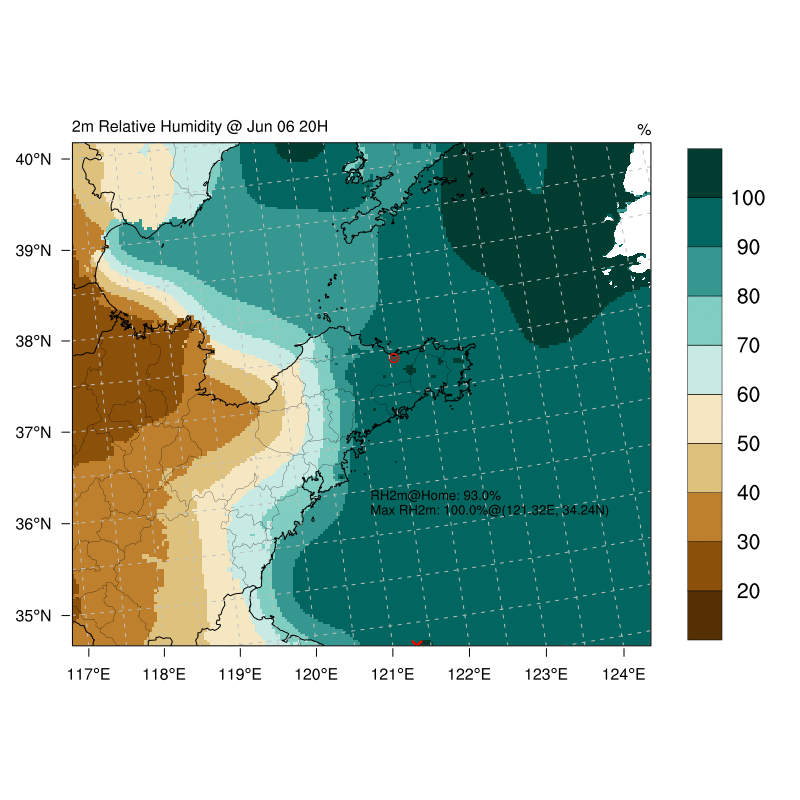 2m Relative Humidity @ Jun 06 20H
%
40°N
39°N
38°N
37°N
36°N
35°N
117°E 118°E 119°E 120°E 121°E 122°E 123°E 124°E
100
90
80
70
60
50
40
30
20
RH2m@Home: 93.0%
Max RH2m: 100.0%@(121.32E, 34.24N)